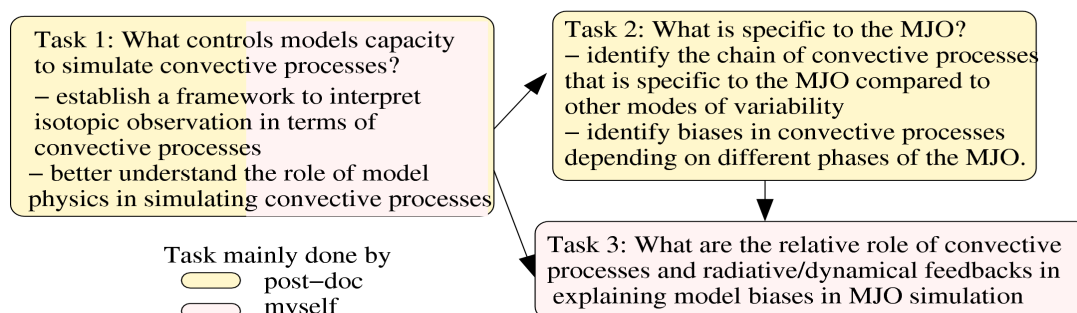 Task 1: What controls models capacity
to simulate convective processes?
– establish a framework to interpret
isotopic observation in terms of
convective processes
– better understand the role of model
physics in simulating convective processes
Task 2: What is specific to the MJO?
– identify the chain of convective processes
that is specific to the MJO compared to
other modes of variability
– identify biases in convective processes
depending on different phases of the MJO.
Task 3: What are the relative role of convective
processes and radiative/dynamical feedbacks in
explaining model biases in MJO simulation
Task mainly done by
post–doc
myself